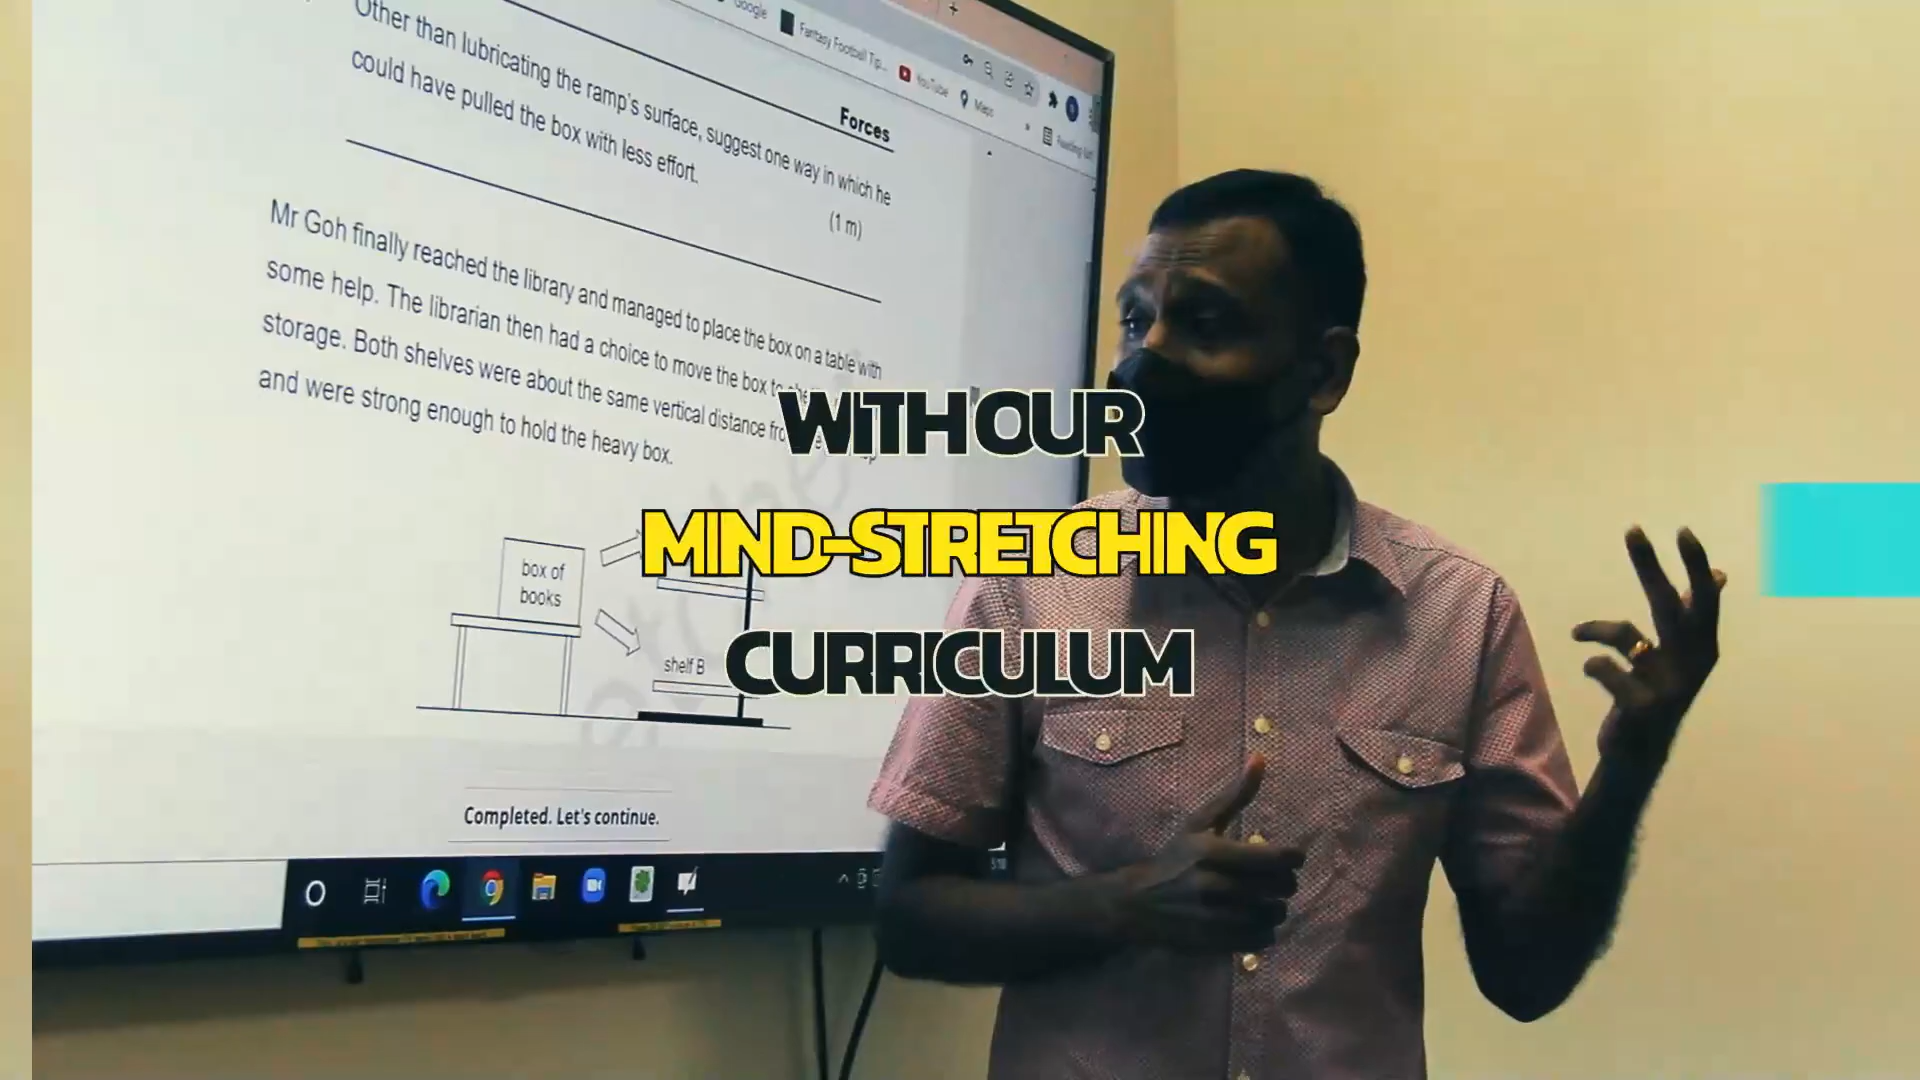 Google
Fantasy Football Tip...
YouTube
Maps
Forces
Other than lubricating the ramp's surface, suggest one way in which he
could have pulled the box with less effort.
(1 m)
Mr Goh finally reached the library and managed to place the box on a table with
some help. The librarian then had a choice to move the box to
storage. Both shelves were about the same vertical distance
and were strong enough to hold the heavy box.
WITH OUR
MIND-STRETCHING
CURRICULUM
box of
books
shelf B
Completed. Let's continue.